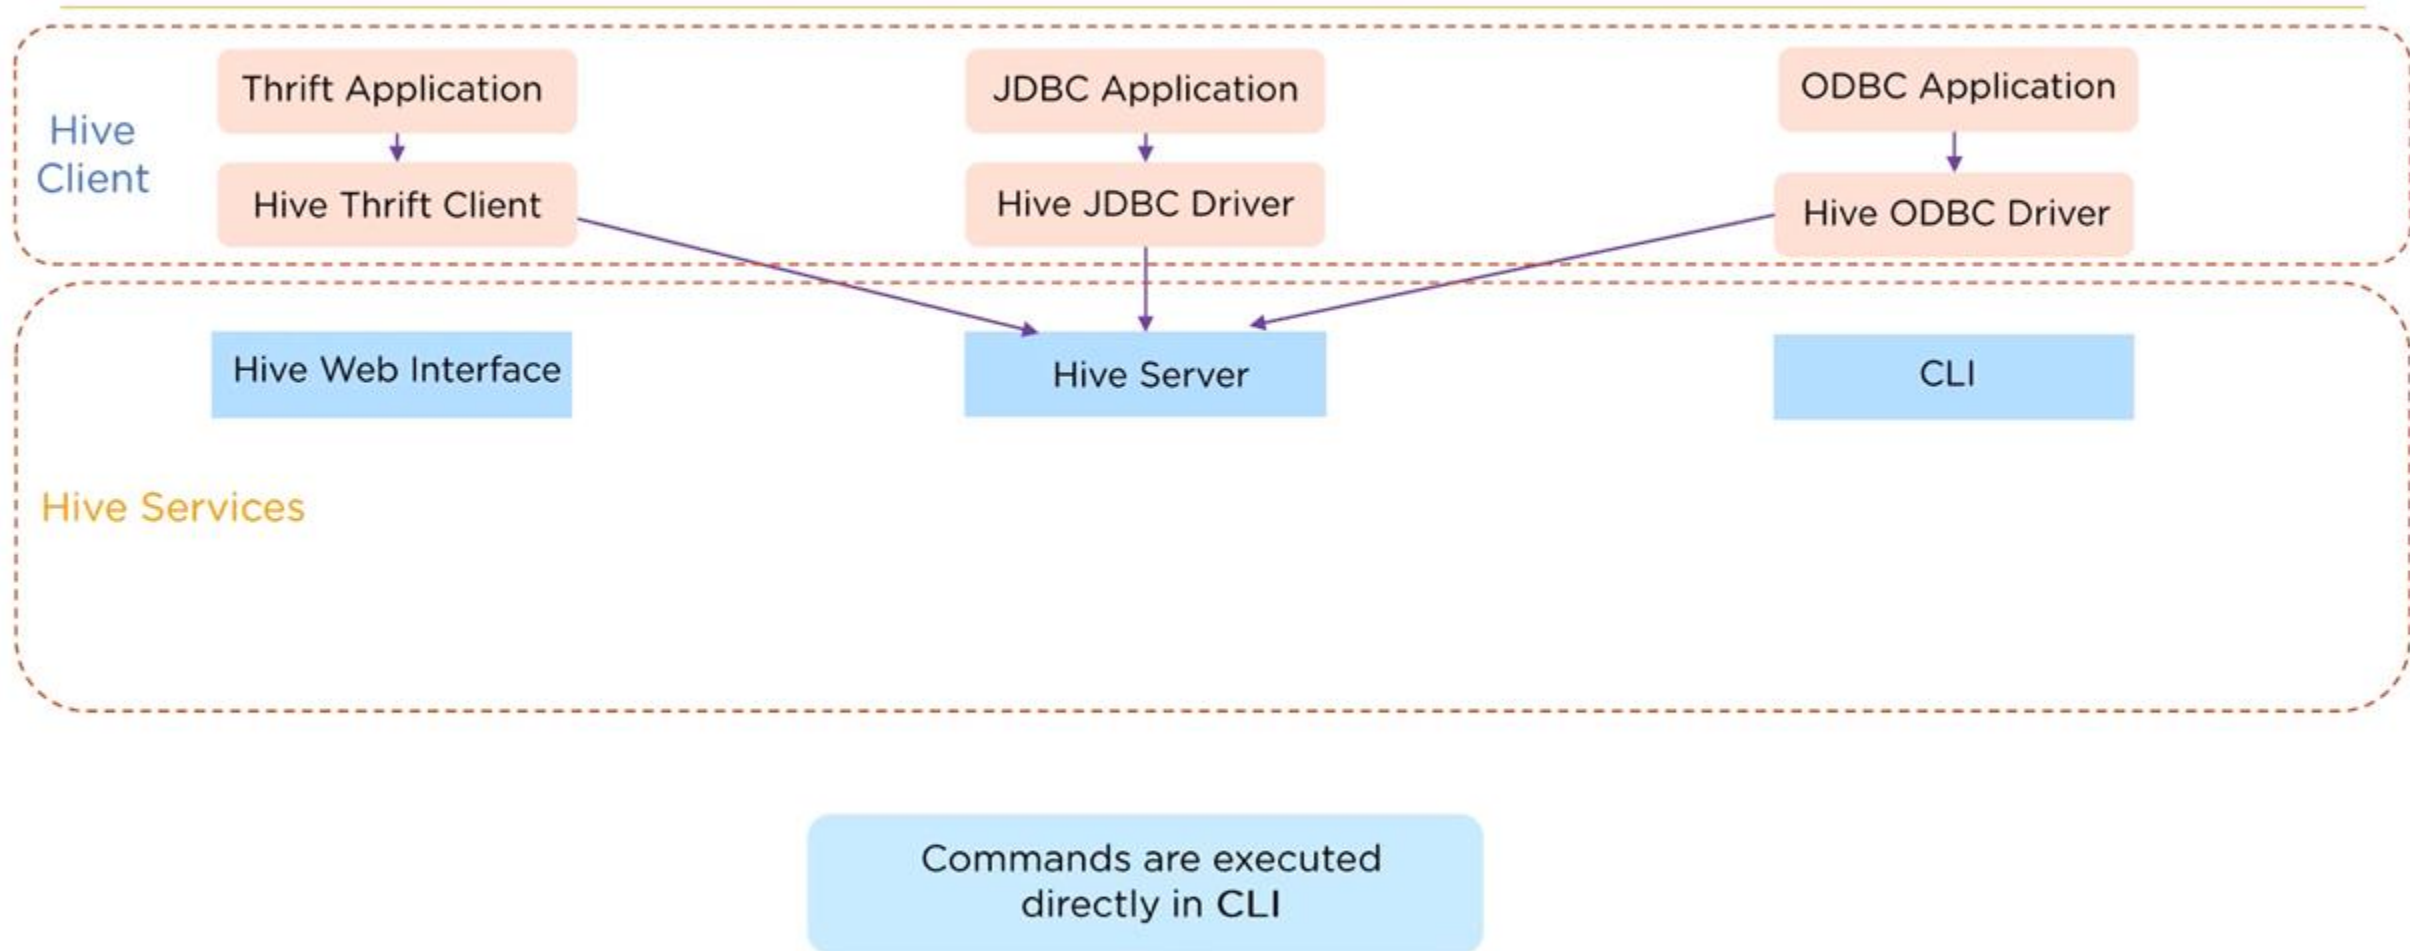 Thrift Application
JDBC Application
ODBC Application
Hive
Client
Hive Thrift Client
Hive JDBC Driver
Hive ODBC Driver
Hive Web Interface
Hive Server
CLI
Hive Services
Commands are executed
directly in CLI